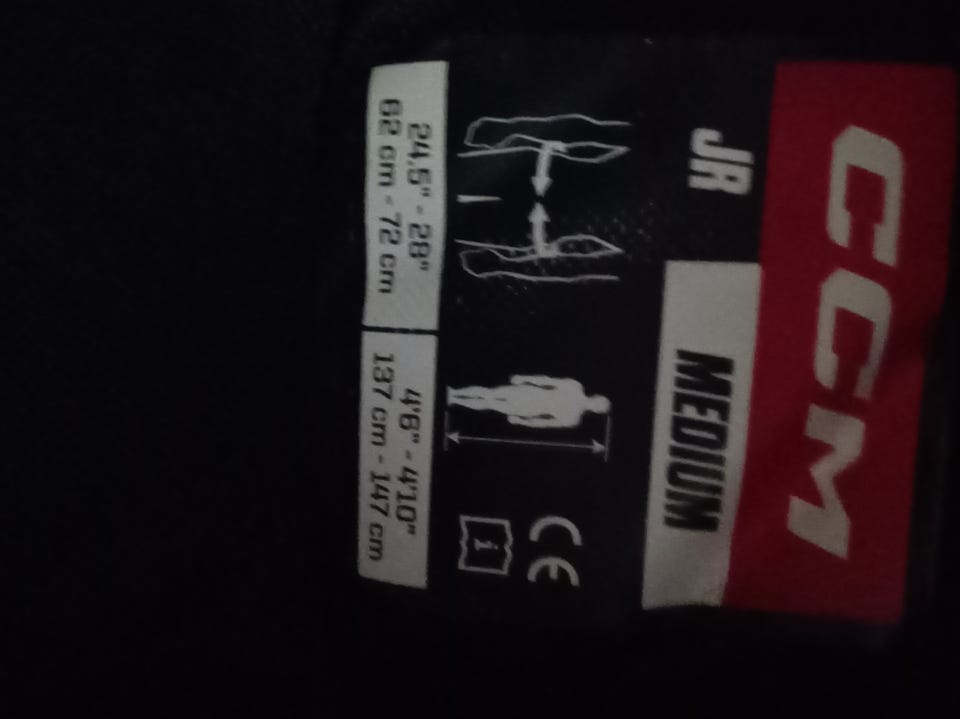 CCM
JR
MEDIUM
CE
i
24,5" - 28"
62 cm - 72 cm
4'6" - 4'10"
137 cm - 147 cm